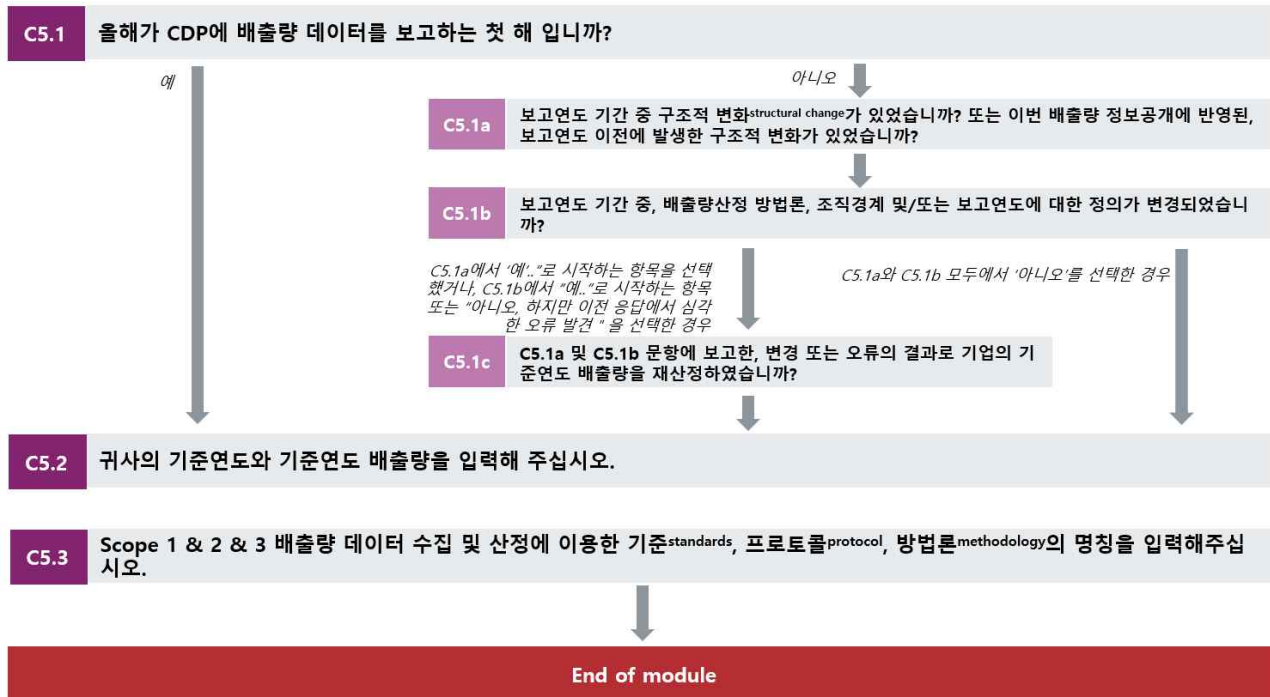 C5.1
올해가 CDP에 배출량 데이터를 보고하는 첫 해 입니까?
예
아니오
C5.1a
보고연도 기간 중 구조적 변화structural change가 있었습니까? 또는 이번 배출량 정보공개에 반영된,
보고연도 이전에 발생한 구조적 변화가 있었습니까?
C5.1b
보고연도 기간 중, 배출량산정 방법론, 조직경계 및/또는 보고연도에 대한 정의가 변경되었습니
까?
C5.1a에서 ‘예’..”로 시작하는 항목을 선택
했거나, C5.1b에서 ”예..”로 시작하는 항목
또는 “아니오, 하지만 이전 응답에서 심각
한 오류 발견 ” 을 선택한 경우
C5.1a와 C5.1b 모두에서 ‘아니오’를 선택한 경우
C5.1c
C5.1a 및 C5.1b 문항에 보고한, 변경 또는 오류의 결과로 기업의 기
준연도 배출량을 재산정하였습니까?
C5.2
귀사의 기준연도와 기준연도 배출량을 입력해 주십시오.
C5.3
Scope 1 & 2 & 3 배출량 데이터 수집 및 산정에 이용한 기준standards, 프로토콜protocol, 방법론methodology의 명칭을 입력해주십
시오.
End of module